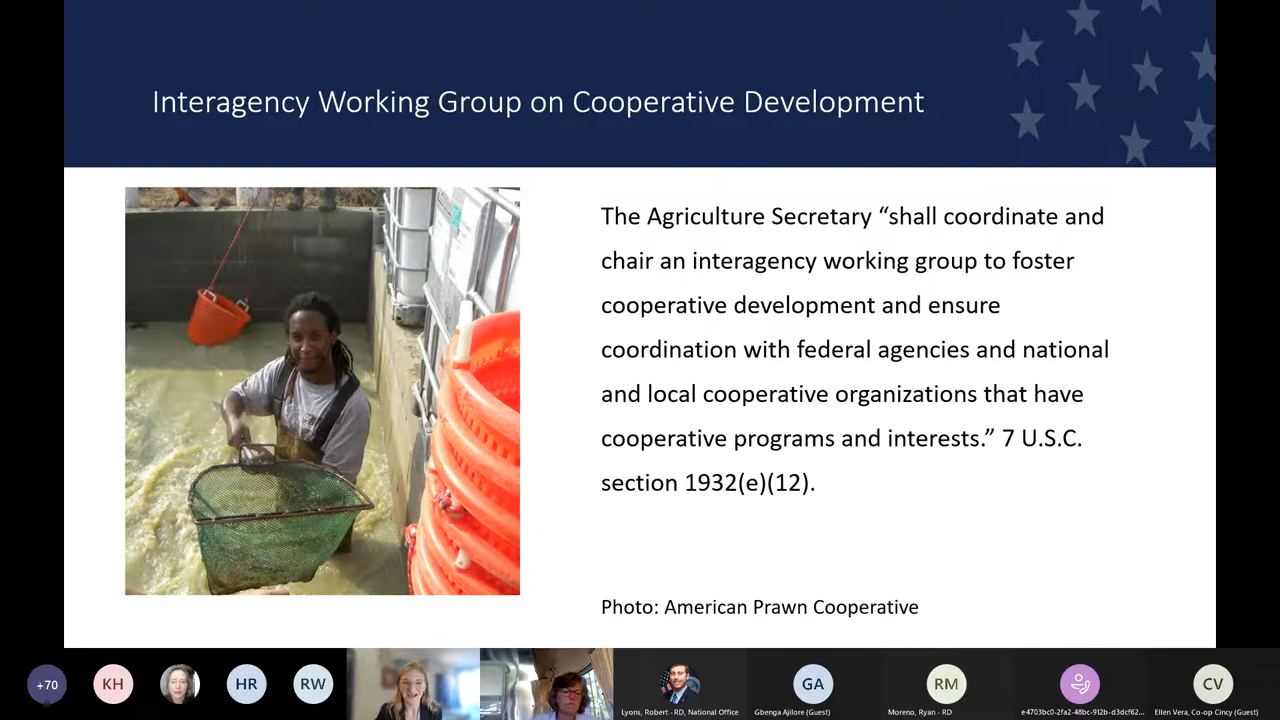 Interagency Working Group on Cooperative Development
The Agriculture Secretary “shall coordinate and
chair an interagency working group to foster
cooperative development and ensure
coordination with federal agencies and national
and local cooperative organizations that have
cooperative programs and interests.” 7 U.S.C.
section 1932(e)(12).
Photo: American Prawn Cooperative
+70
KH
HR
RW
GA
RM
CV
Lyons, Robert - RD, National Office
Gbenga Ajilore (Guest)
Moreno, Ryan - RD
e4703bc0-2fa2-48bc-912b-d3dcf62...
Ellen Vera, Co-op Cincy (Guest)